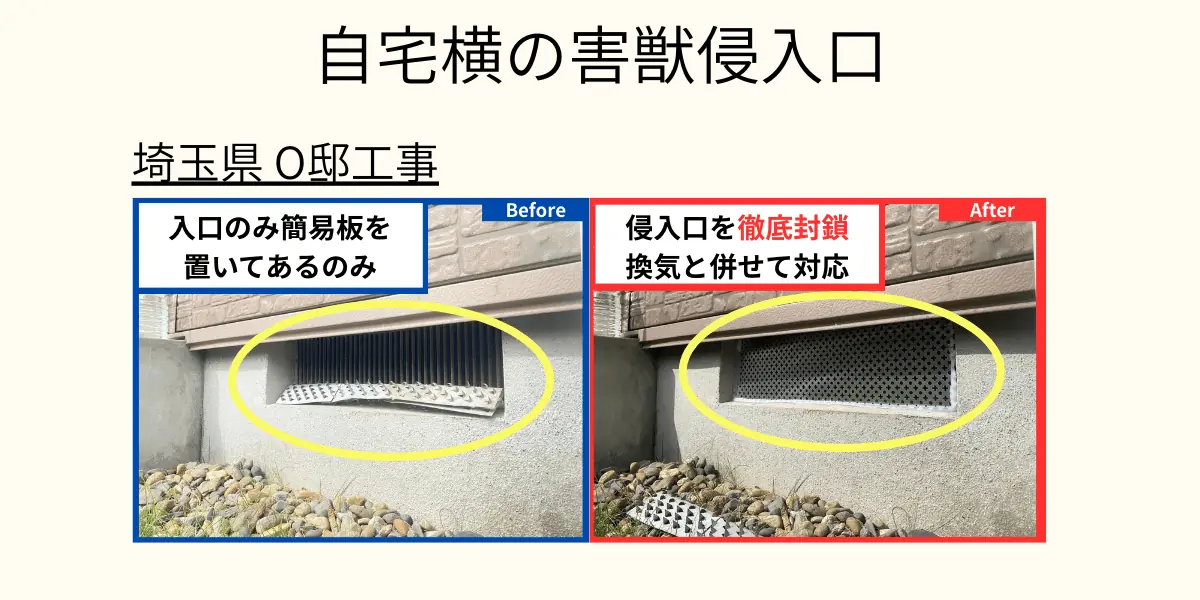 自宅横の害獣侵入口
埼玉県 O邸工事
入口のみ簡易板を
置いてあるのみ
Before
侵入口を徹底封鎖
換気と併せて対応
After